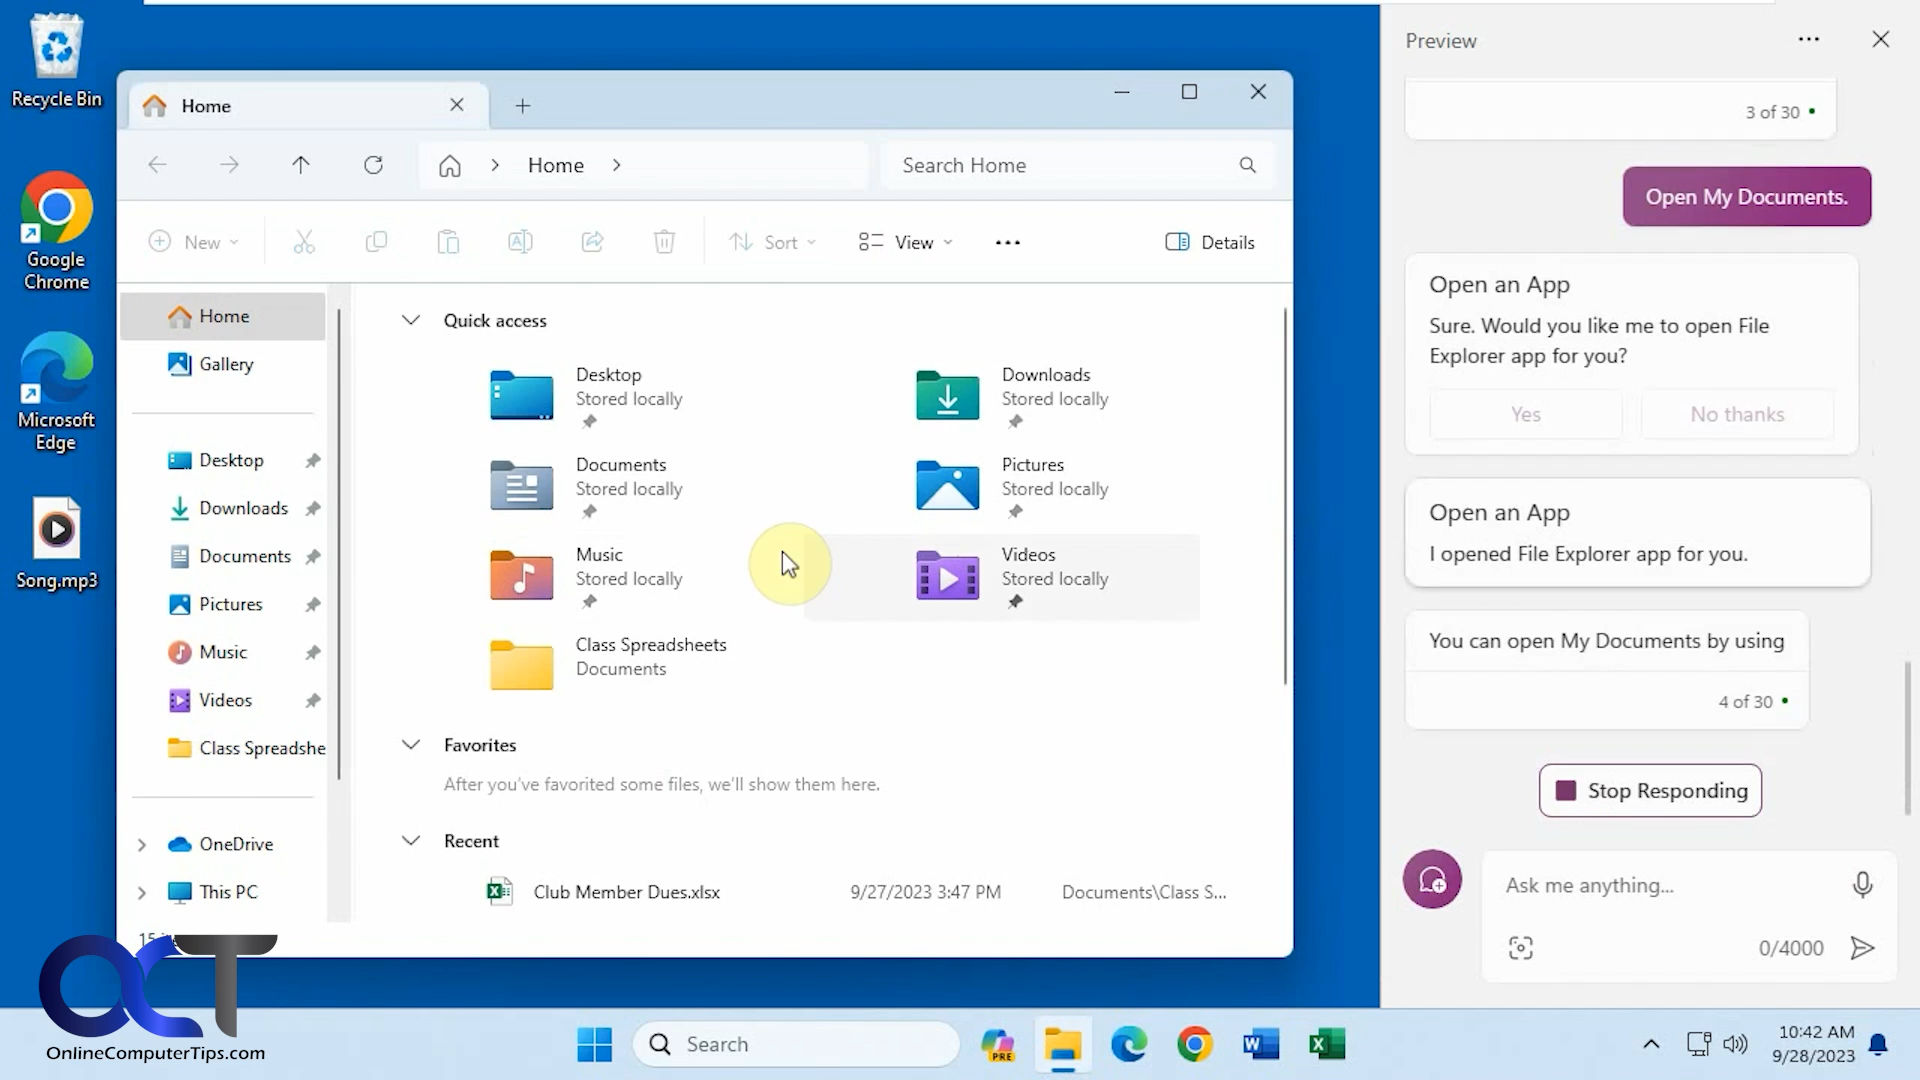 Recycle Bin
Google
Chrome
Microsoft
Edge
Song.mp3
Home
Home
Search Home
New
Sort
View
Details
Home
Gallery
Desktop
Downloads
Documents
Pictures
Music
Videos
Class Spreadshe
OneDrive
This PC
Quick access
Desktop
Stored locally
Downloads
Stored locally
Documents
Stored locally
Pictures
Stored locally
Music
Stored locally
Videos
Stored locally
Class Spreadsheets
Documents
Favorites
After you've favorited some files, we'll show them here.
Recent
Club Member Dues.xlsx 9/27/2023 3:47 PM Documents\Class S...
Preview
3 of 30
Open My Documents.
Open an App
Sure. Would you like me to open File
Explorer app for you?
Yes No thanks
Open an App
I opened File Explorer app for you.
You can open My Documents by using
4 of 30
Stop Responding
Ask me anything...
0/4000
OCT
OnlineComputerTips.com
Search
PRE
10:42 AM
9/28/2023